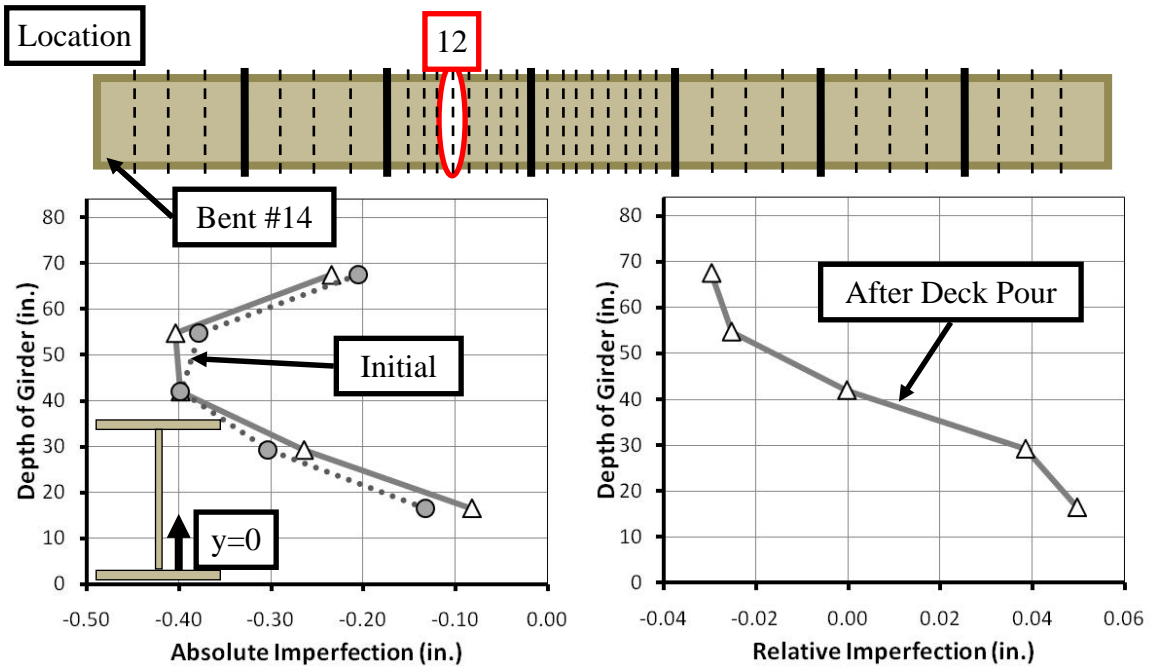 Location
12
Bent #14
Depth of Girder (in.)
80
70
60
50
40
30
20
10
0
Initial
y=0
-0.50 -0.40 -0.30 -0.20 -0.10 0.00
Absolute Imperfection (in.)
Depth of Girder (in.)
80
70
60
50
40
30
20
10
0
After Deck Pour
-0.04 -0.02 0.00 0.02 0.04 0.06
Relative Imperfection (in.)